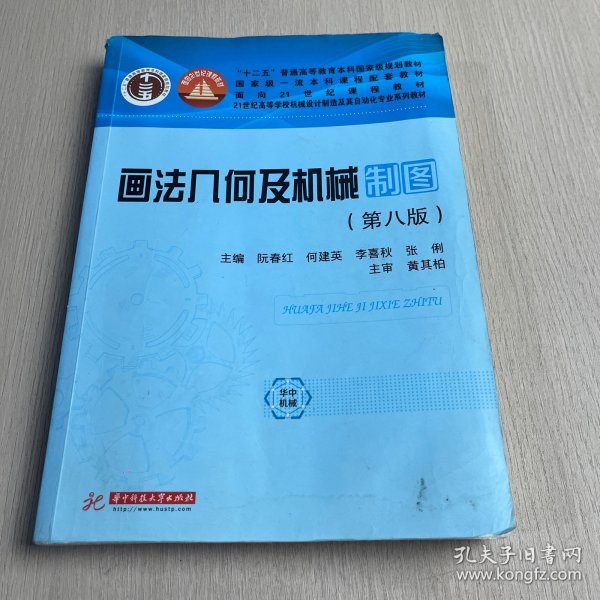 "十二五"普通高等教育本科国家级规划教材
国家级一流本科课程配套教材
面向21世纪课程教材
21世纪高等学校机械设计制造及其自动化专业系列教材
画法几何及机械制图
(第八版)
主编 阮春红 何建英 李喜秋 张俐
主审 黄其柏
HUAFA JIHE JI JIXIE ZHITU
华中
机械
华中科技大学出版社
http://www.hustp.com
孔夫子旧书网
www.kongfz.com